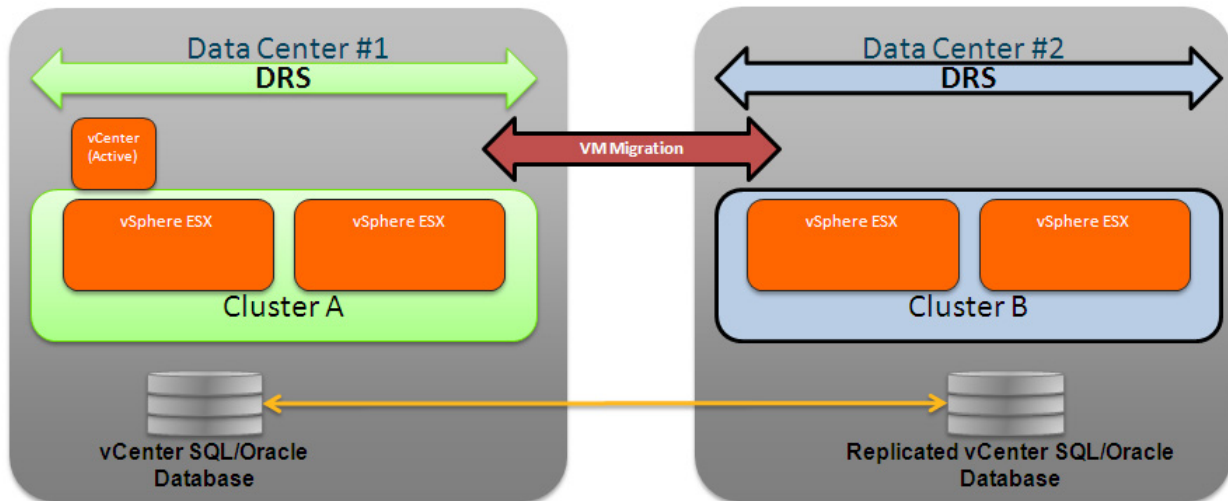 Data Center #1
DRS
vCenter
(Active)
vSphere ESX
vSphere ESX
Cluster A
vCenter SQL/Oracle
Database
VM Migration
Data Center #2
DRS
vSphere ESX
vSphere ESX
Cluster B
Replicated vCenter SQL/Oracle
Database